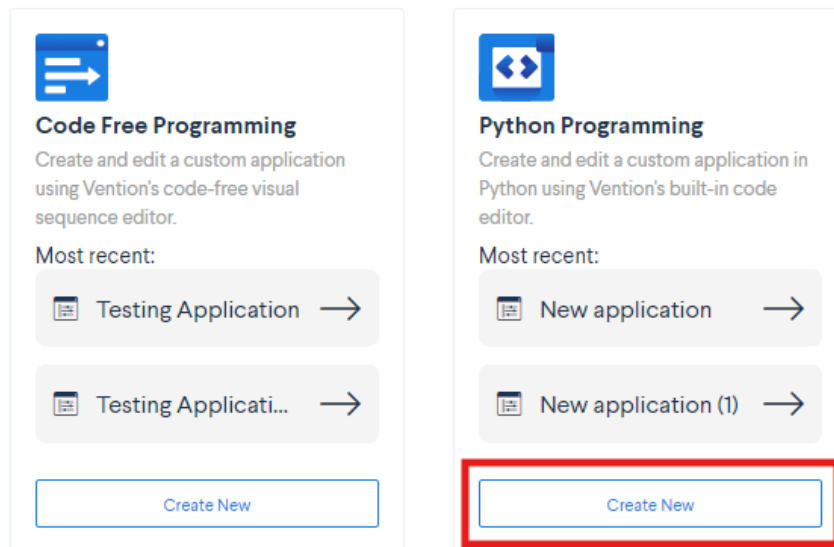 Code Free Programming
Create and edit a custom application
using Vention's code-free visual
sequence editor.
Most recent:
Testing Application
Testing Applicati...
Create New
Python Programming
Create and edit a custom application in
Python using Vention's built-in code
editor.
Most recent:
New application
New application (1)
Create New